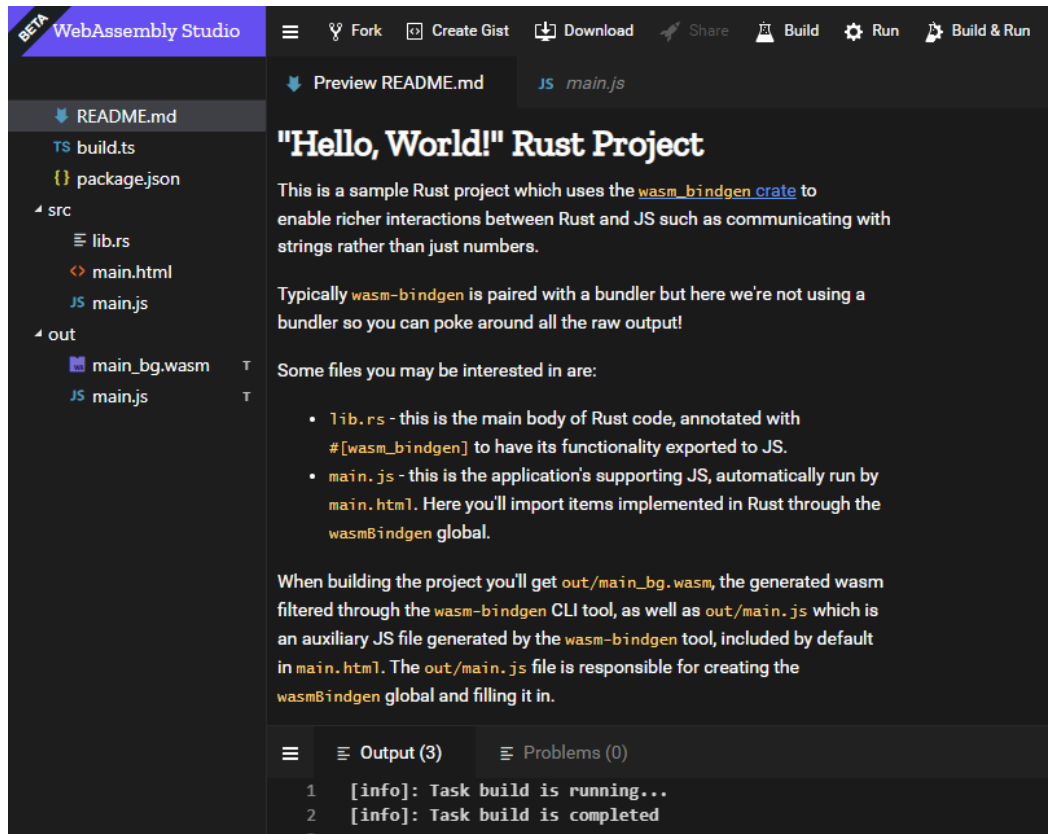 BETA
WebAssembly Studio
Fork Create Gist Download Share Build Run Build & Run
Preview README.md JS main.js
README.md
TS build.ts
{} package.json
src
lib.rs
<> main.html
JS main.js
out
main_bg.wasm T
JS main.js T
"Hello, World!" Rust Project
This is a sample Rust project which uses the wasm_bindgen crate to
enable richer interactions between Rust and JS such as communicating with
strings rather than just numbers.
Typically wasm-bindgen is paired with a bundler but here we're not using a
bundler so you can poke around all the raw output!
Some files you may be interested in are:
• lib.rs - this is the main body of Rust code, annotated with
#[wasm_bindgen] to have its functionality exported to JS.
• main.js - this is the application's supporting JS, automatically run by
main.html. Here you'll import items implemented in Rust through the
wasmBindgen global.
When building the project you'll get out/main_bg.wasm, the generated wasm
filtered through the wasm-bindgen CLI tool, as well as out/main.js which is
an auxiliary JS file generated by the wasm-bindgen tool, included by default
in main.html. The out/main.js file is responsible for creating the
wasmBindgen global and filling it in.
Output (3) Problems (0)
1 [info]: Task build is running...
2 [info]: Task build is completed